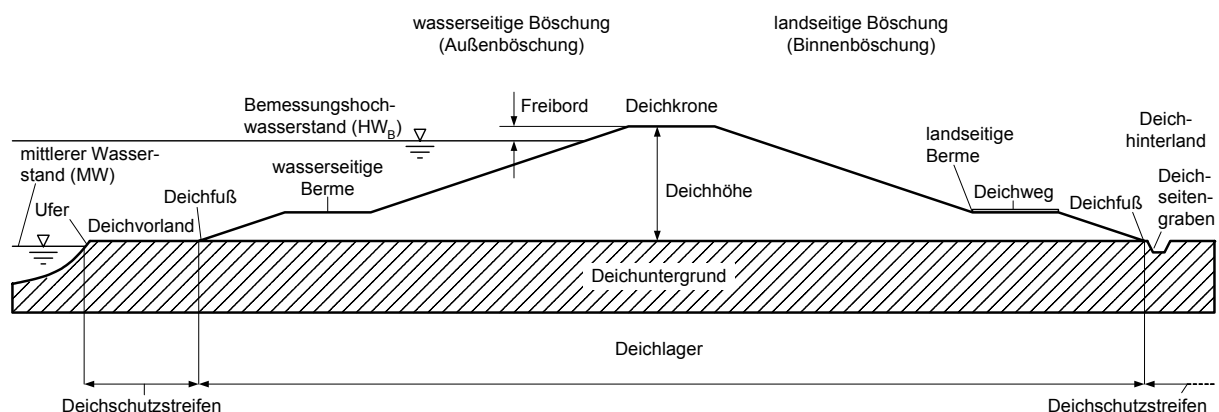 wasserseitige Böschung
(Außenböschung)
landseitige Böschung
(Binnenböschung)
Bemessungshoch-
wasserstand (HW_B)
Freibord
Deichkrone
Deich-
hinterland
mittlerer Wasser-
stand (MW)
wasserseitige
Berme
landseitige
Berme
Deichhöhe
Deichweg
Deich-
seiten-
graben
Ufer
Deichvorland
Deichfuß
Deichfuß
Deichuntergrund
Deichlager
Deichschutzstreifen
Deichschutzstreifen